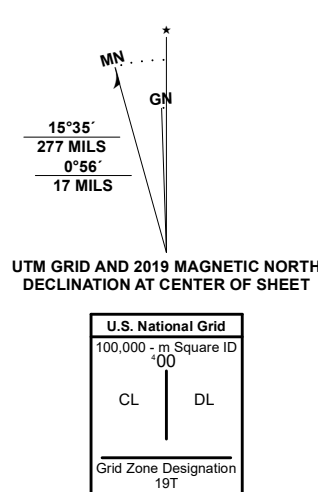 ★
MN
GN
15°35´
277 MILS
0°56´
17 MILS
UTM GRID AND 2019 MAGNETIC NORTH
DECLINATION AT CENTER OF SHEET
U.S. National Grid
100,000 - m Square ID
⁴00
CL DL
Grid Zone Designation
19T